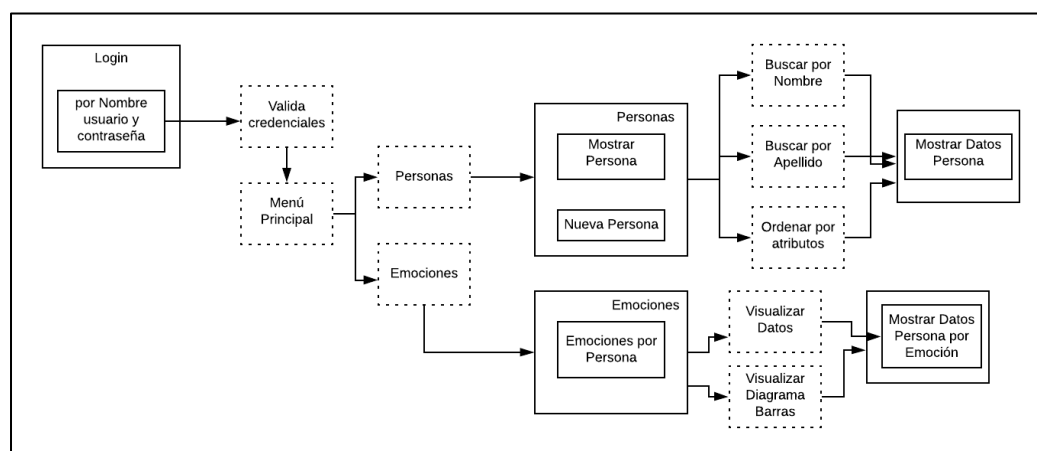 Login
por Nombre
usuario y
contraseña
Valida
credenciales
Menú
Principal
Personas
Emociones
Personas
Mostrar
Persona
Nueva Persona
Buscar por
Nombre
Buscar por
Apellido
Ordenar por
atributos
Mostrar Datos
Persona
Emociones
Emociones por
Persona
Visualizar
Datos
Visualizar
Diagrama
Barras
Mostrar Datos
Persona por
Emoción